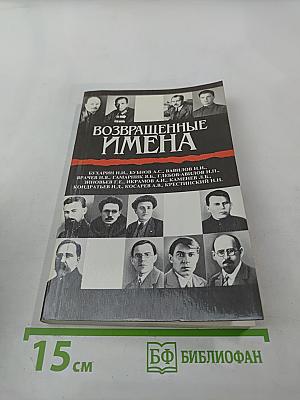 ВОЗВРАЩЕННЫЕ
ИМЕНА
БУХАРИН Н.И., БУБНОВ А.С., ВАВИЛОВ Н.И.,
ВРАЧЕВ И.Я., ГАМАРНИК Я.Б., ГЛЕБОВ-АВИЛОВ Н.П.,
ЗИНОВЬЕВ Г.Е., ИКРАМОВ А.И., КАМЕНЕВ Л.Б.,
КОНДРАТЬЕВ Н.Д., КОСАРЕВ А.В., КРЕСТИНСКИЙ Н.Н.
15 см
БФ БИБЛИОФАН